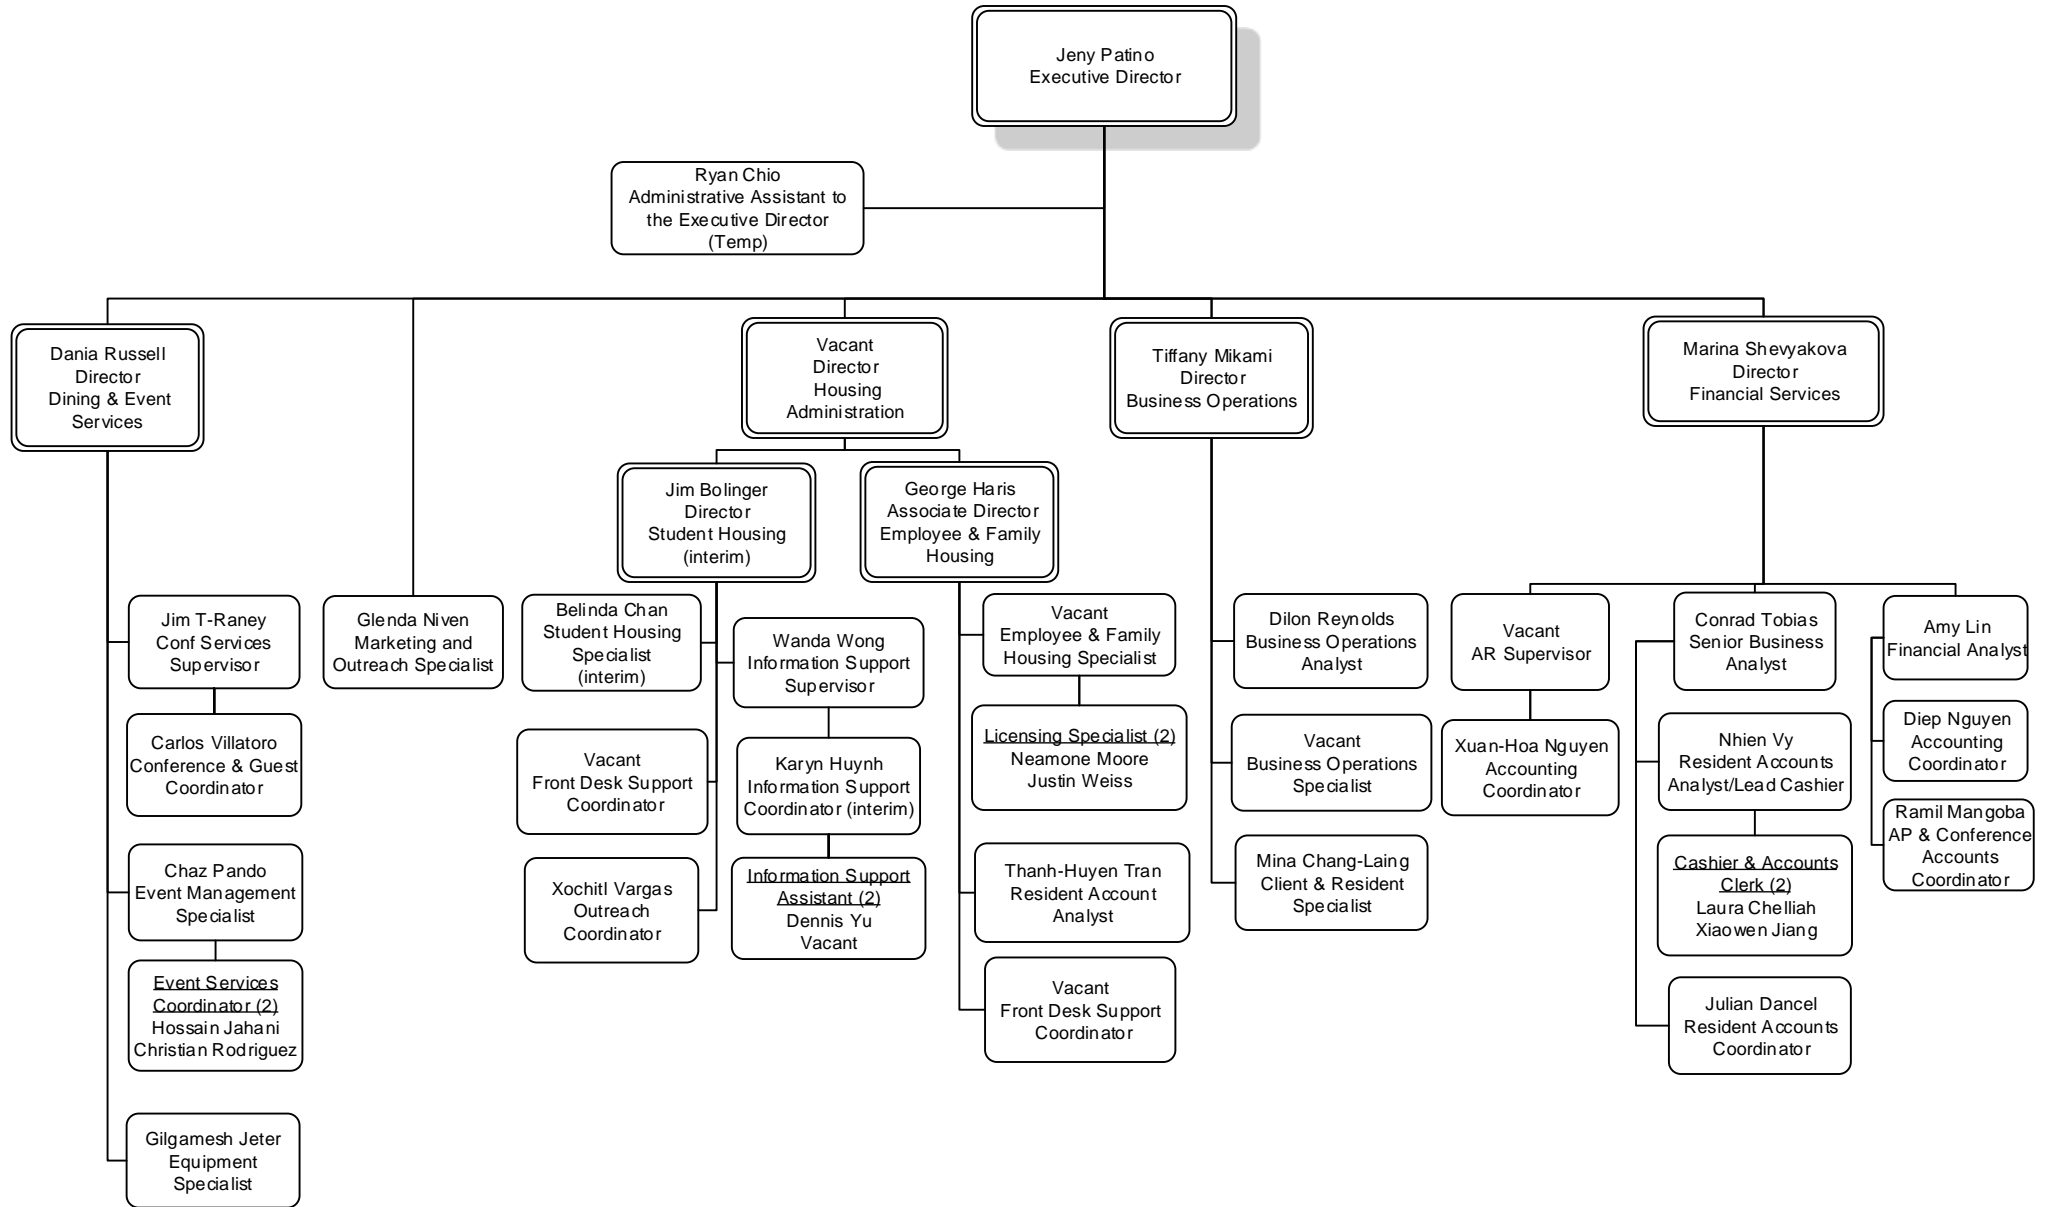 Jeny Patino
Executive Director
Ryan Chio
Administrative Assistant to
the Executive Director
(Temp)
Dania Russell
Director
Dining & Event
Services
Vacant
Director
Housing
Administration
Tiffany Mikami
Director
Business Operations
Marina Shevyakova
Director
Financial Services
Jim Bolinger
Director
Student Housing
(interim)
George Haris
Associate Director
Employee & Family
Housing
Jim T-Raney
Conf Services
Supervisor
Carlos Villatoro
Conference & Guest
Coordinator
Chaz Pando
Event Management
Specialist
Event Services
Coordinator (2)
Hossain Jahani
Christian Rodriguez
Gilgamesh Jeter
Equipment
Specialist
Glenda Niven
Marketing and
Outreach Specialist
Belinda Chan
Student Housing
Specialist
(interim)
Vacant
Front Desk Support
Coordinator
Xochitl Vargas
Outreach
Coordinator
Wanda Wong
Information Support
Supervisor
Karyn Huynh
Information Support
Coordinator (interim)
Information Support
Assistant (2)
Dennis Yu
Vacant
Vacant
Employee & Family
Housing Specialist
Licensing Specialist (2)
Neamone Moore
Justin Weiss
Thanh-Huyen Tran
Resident Account
Analyst
Vacant
Front Desk Support
Coordinator
Dilon Reynolds
Business Operations
Analyst
Vacant
Business Operations
Specialist
Mina Chang-Laing
Client & Resident
Specialist
Vacant
AR Supervisor
Xuan-Hoa Nguyen
Accounting
Coordinator
Conrad Tobias
Senior Business
Analyst
Nhien Vy
Resident Accounts
Analyst/Lead Cashier
Cashier & Accounts
Clerk (2)
Laura Chelliah
Xiaowen Jiang
Julian Dancel
Resident Accounts
Coordinator
Amy Lin
Financial Analyst
Diep Nguyen
Accounting
Coordinator
Ramil Mangoba
AP & Conference
Accounts
Coordinator